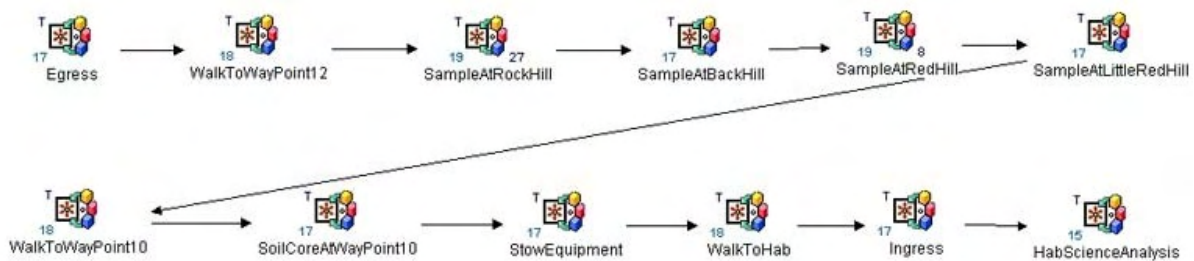 T T T T T T
17 18 19 27 17 19 8 17
Egress WalkToWayPoint12 SampleAtRockHill SampleAtBackHill SampleAtRedHill SampleAtLittleRedHill
T T T T T T
18 17 17 18 17 15
WalkToWayPoint10 SoilCoreAtWayPoint10 StowEquipment WalkToHab Ingress HabScienceAnalysis